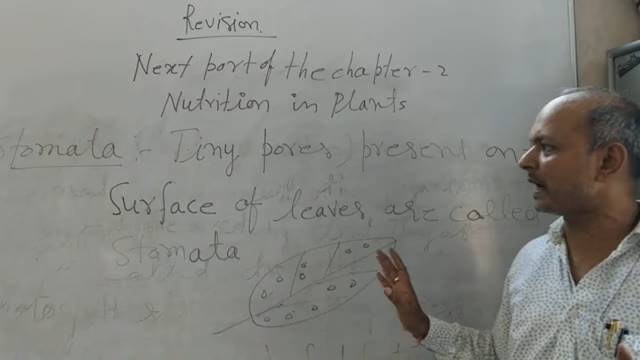 Revision
Next part of the chapter-2
Nutrition in Plants
Stomata :- Tiny pores present on
Surface of leaves are called
Stomata